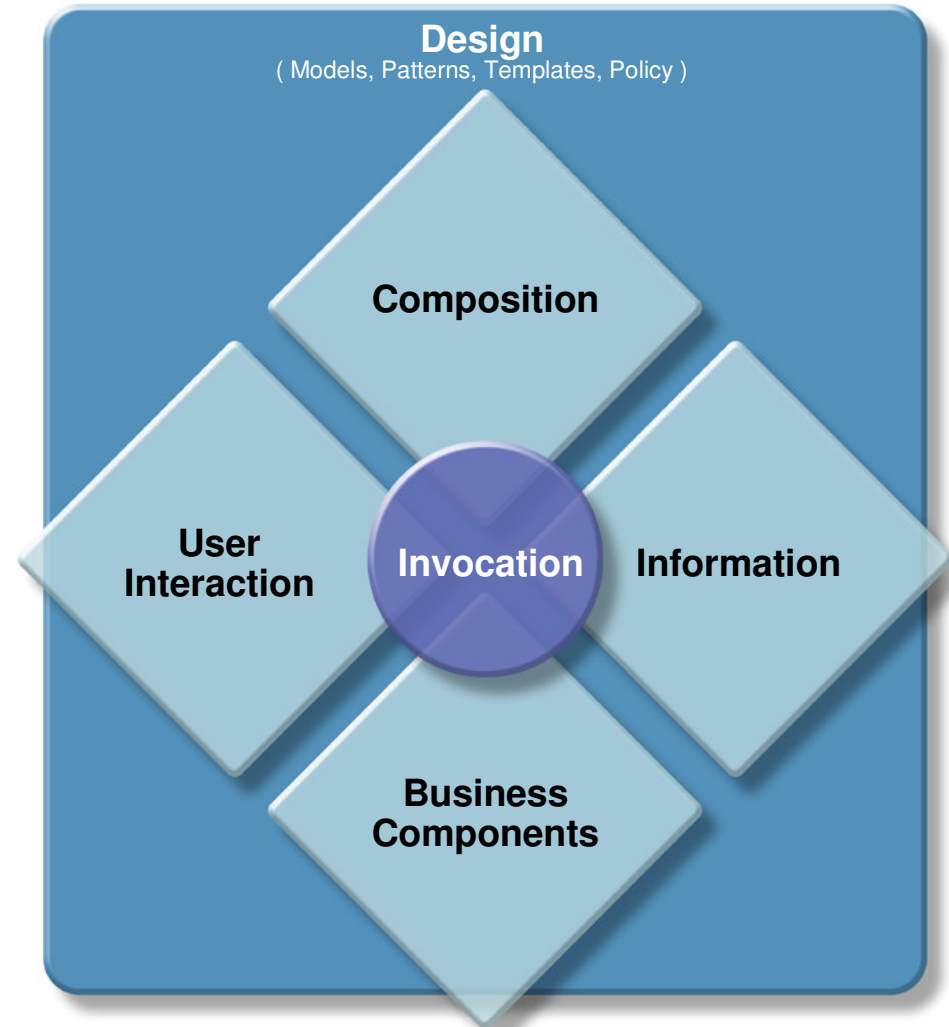 Design
( Models, Patterns, Templates, Policy )
Composition
User
Interaction
Invocation
Information
Business
Components